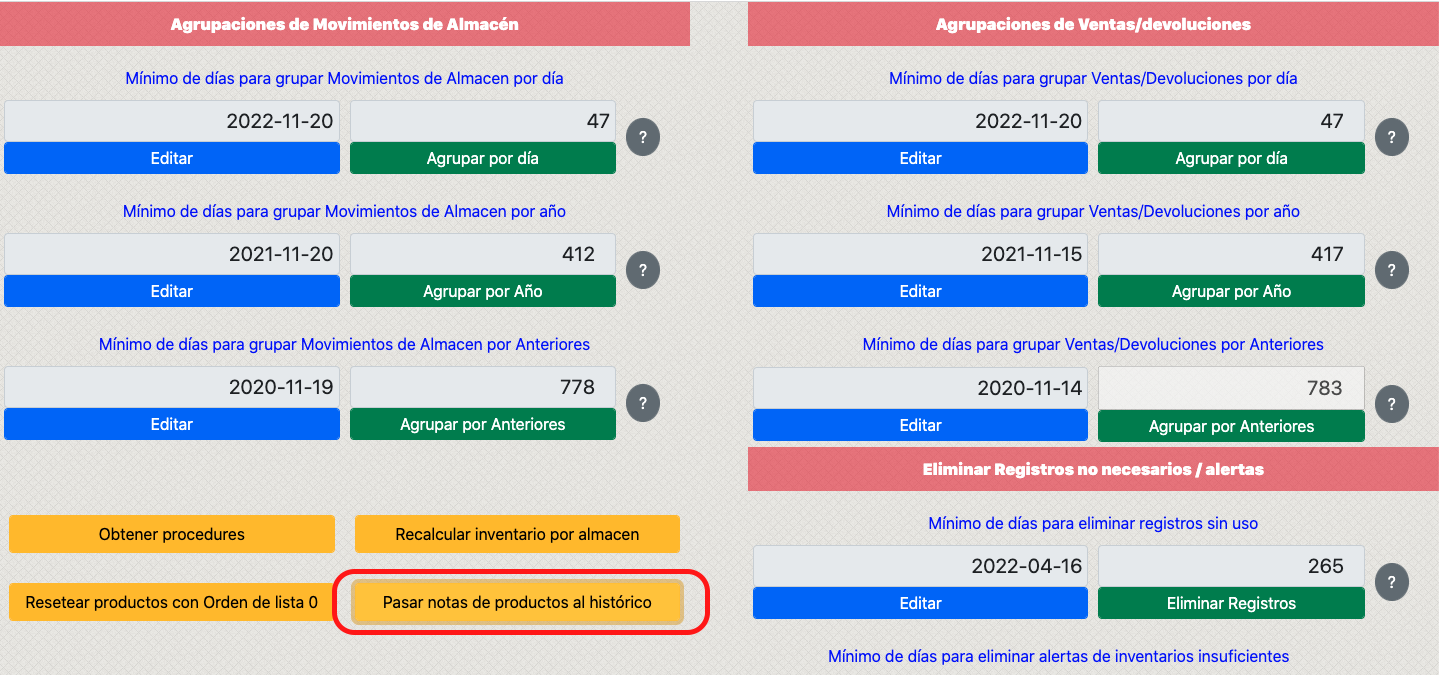 Agrupaciones de Movimientos de Almacén
Mínimo de días para grupar Movimientos de Almacen por día
2022-11-20
47
?
Editar
Agrupar por día
Mínimo de días para grupar Movimientos de Almacen por año
2021-11-20
412
?
Editar
Agrupar por Año
Mínimo de días para grupar Movimientos de Almacen por Anteriores
2020-11-19
778
?
Editar
Agrupar por Anteriores
Obtener procedures
Recalcular inventario por almacen
Resetear productos con Orden de lista 0
Pasar notas de productos al histórico
Agrupaciones de Ventas/devoluciones
Mínimo de días para grupar Ventas/Devoluciones por día
2022-11-20
47
?
Editar
Agrupar por día
Mínimo de días para grupar Ventas/Devoluciones por año
2021-11-15
417
?
Editar
Agrupar por Año
Mínimo de días para grupar Ventas/Devoluciones por Anteriores
2020-11-14
783
?
Editar
Agrupar por Anteriores
Eliminar Registros no necesarios / alertas
Mínimo de días para eliminar registros sin uso
2022-04-16
265
?
Editar
Eliminar Registros
Mínimo de días para eliminar alertas de inventarios insuficientes